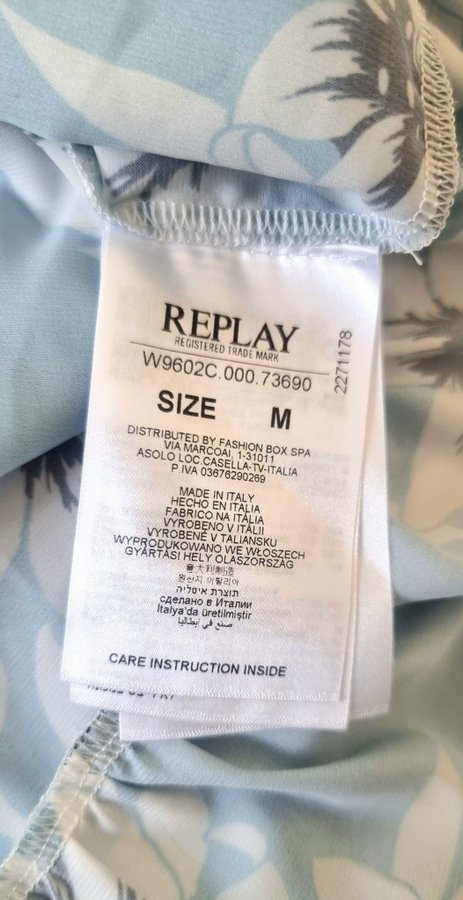 REPLAY
REGISTERED TRADE MARK
W9602C.000.73690
2271178
SIZE M
DISTRIBUTED BY FASHION BOX SPA
VIA MARCOAI, 1-31011
ASOLO LOC.CASELLA-TV-ITALIA
P.IVA 03676290269
MADE IN ITALY
HECHO EN ITALIA
FABRICO NA ITÁLIA
VYROBENO V ITÁLII
VYROBENÉ V TALIANSKU
WYPRODUKOWANO WE WŁOSZECH
GYÁRTÁSI HELY OLASZORSZÁG
意大利制造
원산지 이탈리아
תוצרת איטליה
сделано в Италии
İtalya'da üretilmiştir
صنع في إيطاليا
CARE INSTRUCTION INSIDE